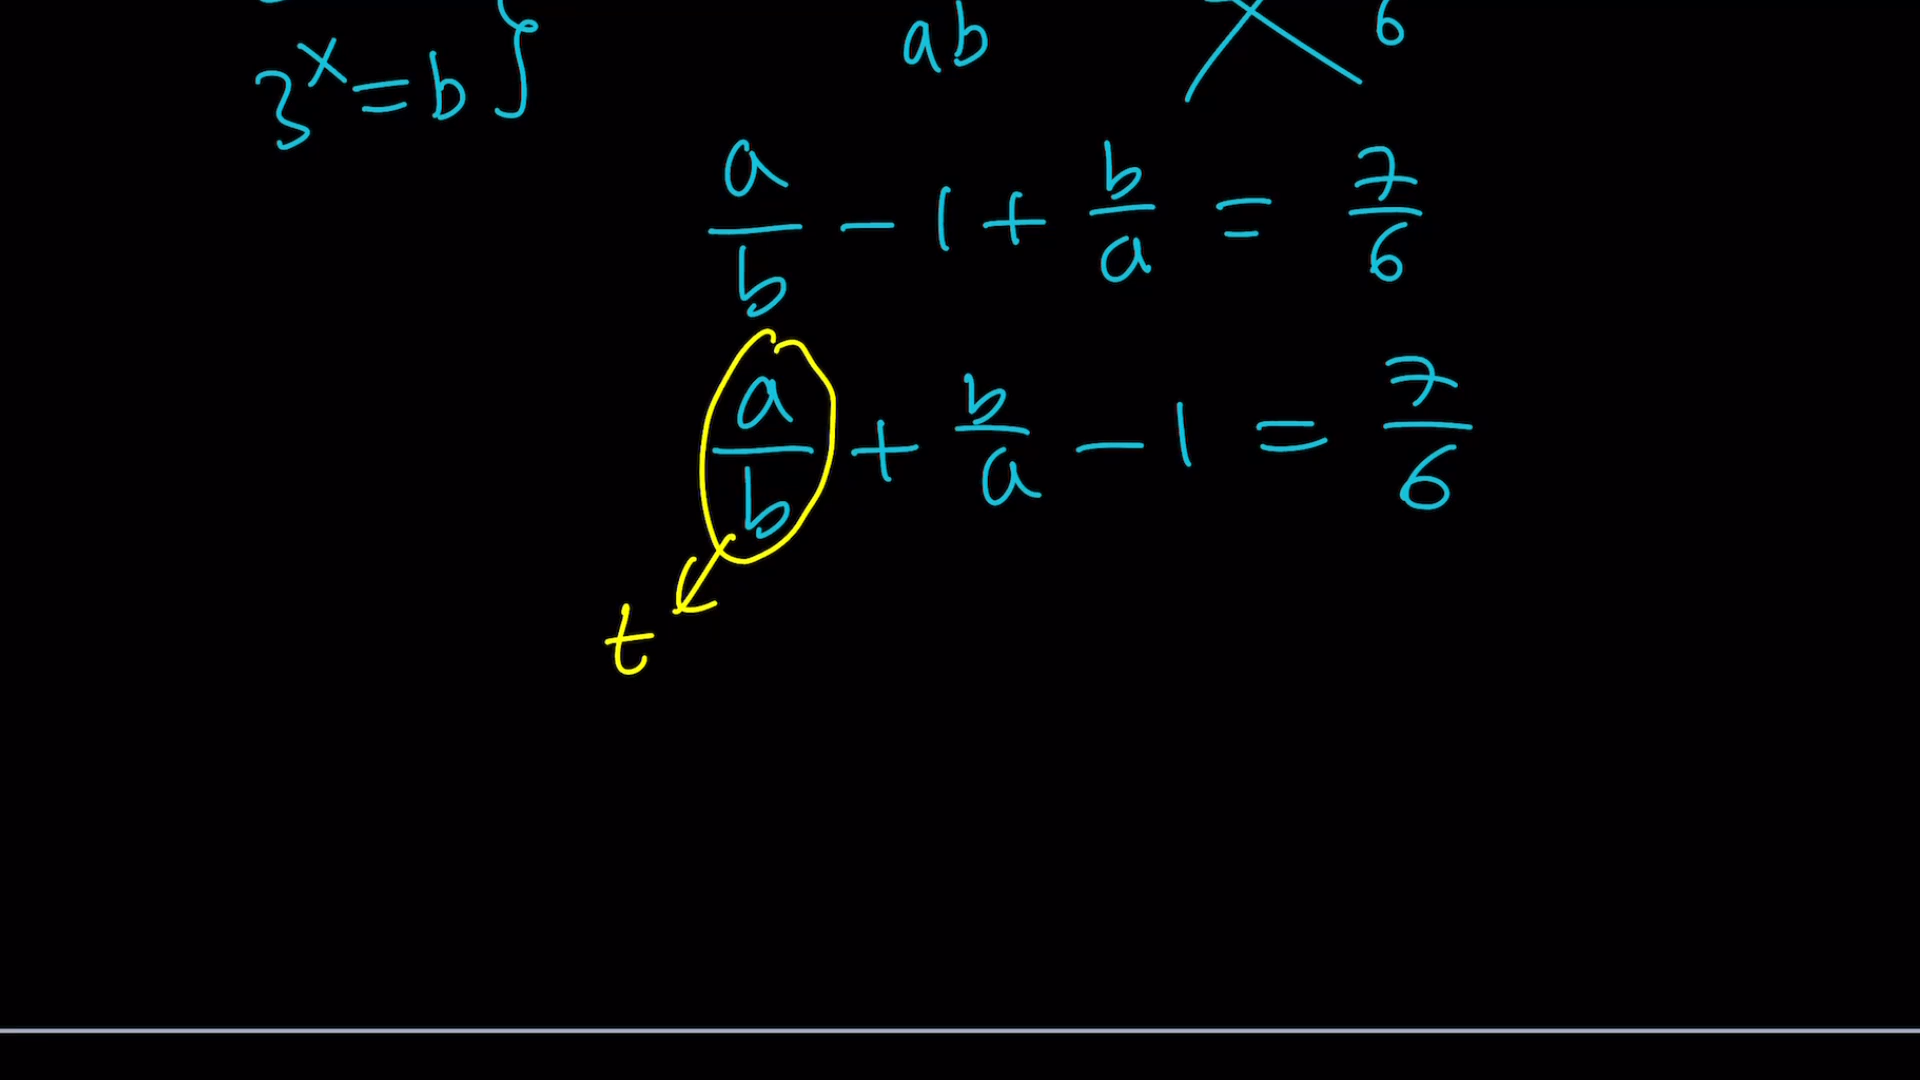 3^x = b }
ab
6
a/b - 1 + b/a = 7/6
a/b + b/a - 1 = 7/6
t